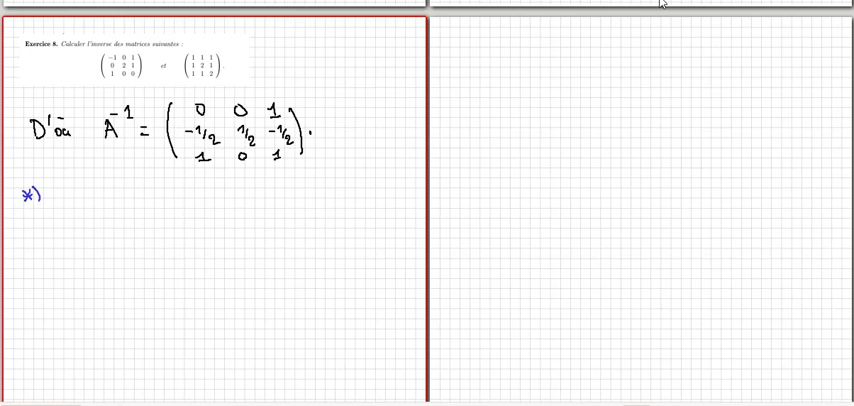 Exercice 8. Calculer l'inverse des matrices suivantes :
( -1 0 1 ) et ( 1 1 1 )
( 0 2 1 ) ( 1 2 1 )
( 1 0 0 ) ( 1 1 2 ) .
D'où A^-1 = ( 0 0 1 )
( -1/2 1/2 -1/2 ) .
( 1 0 1 )
*)